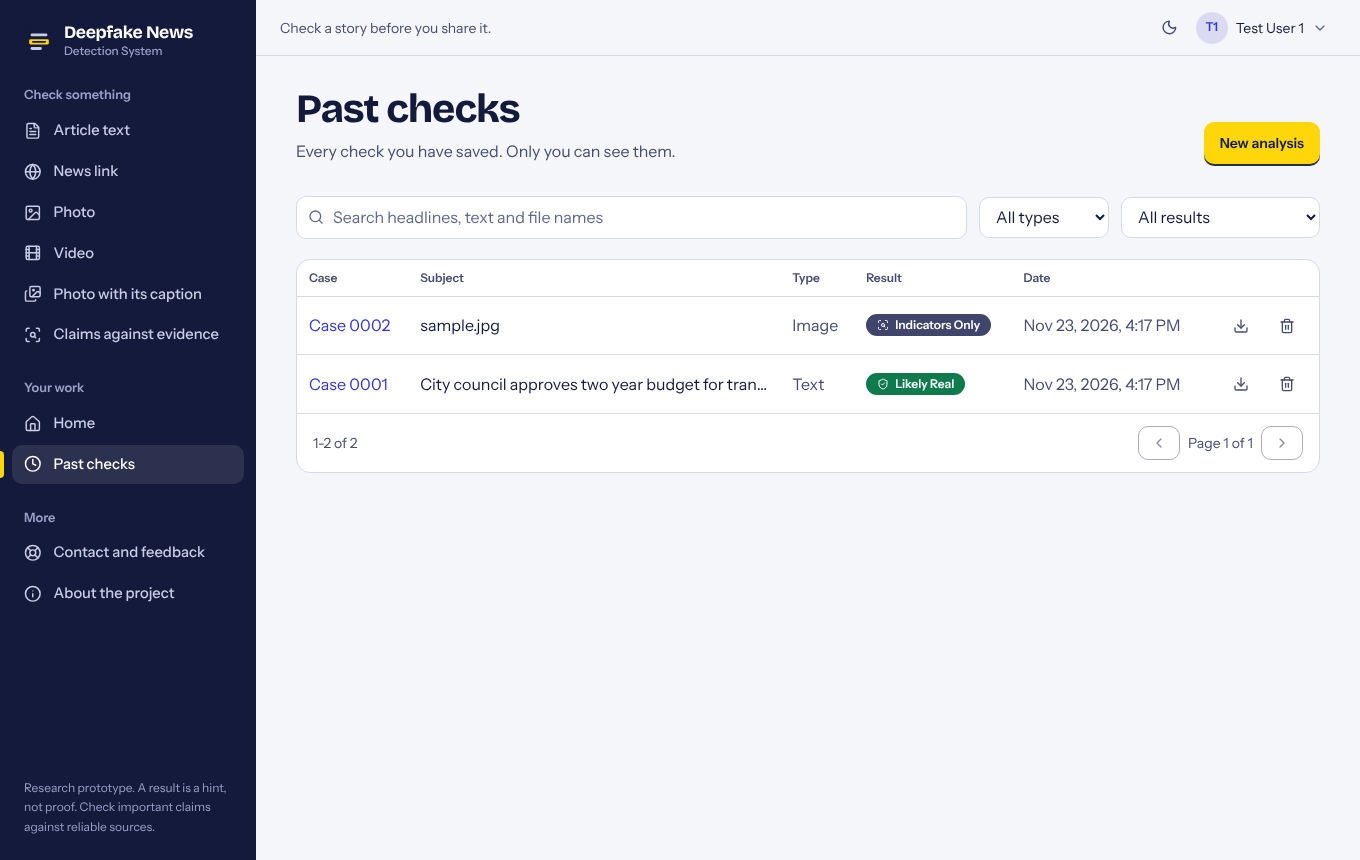 Deepfake News
Detection System
Check something
Article text
News link
Photo
Video
Photo with its caption
Claims against evidence
Your work
Home
Past checks
More
Contact and feedback
About the project
Research prototype. A result is a hint,
not proof. Check important claims
against reliable sources.
Check a story before you share it.
T1 Test User 1
Past checks
Every check you have saved. Only you can see them.
New analysis
Search headlines, text and file names
All types
All results
Case Subject Type Result Date
Case 0002 sample.jpg Image Indicators Only Nov 23, 2026, 4:17 PM
Case 0001 City council approves two year budget for tran... Text Likely Real Nov 23, 2026, 4:17 PM
1-2 of 2
Page 1 of 1